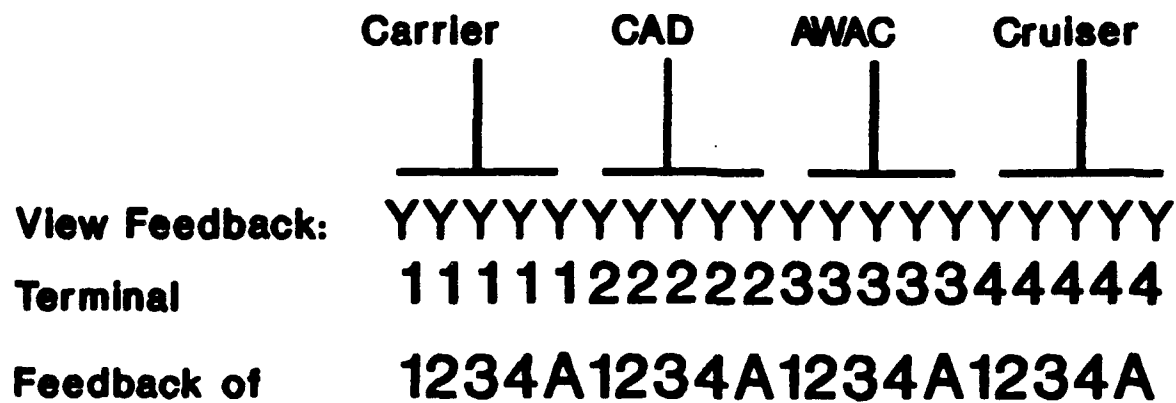 Carrier CAD AWAC Cruiser
View Feedback: YYYYYYYYYYYYYYYYYYYY
Terminal 11111222223333344444
Feedback of 1234A1234A1234A1234A